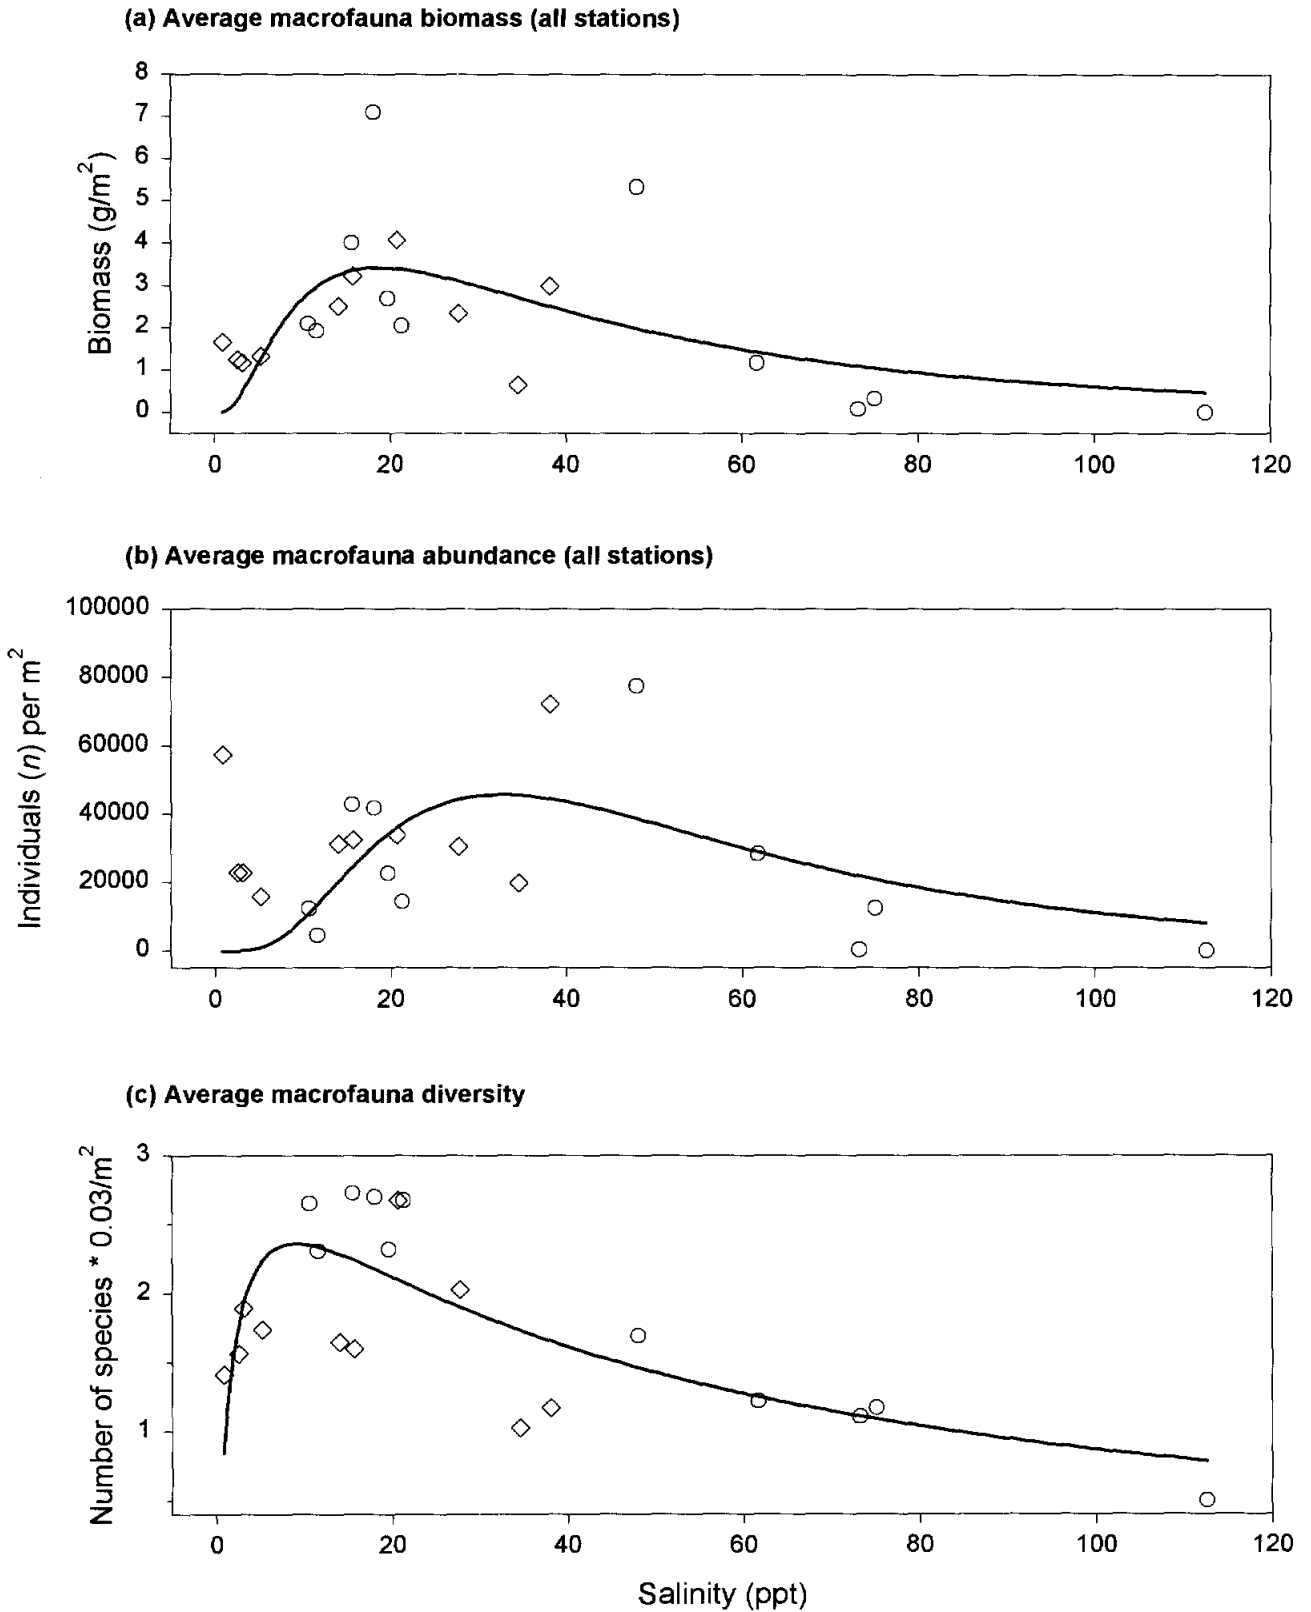 (a) Average macrofauna biomass (all stations)
Biomass (g/m²)
8
7
6
5
4
3
2
1
0
0 20 40 60 80 100 120
(b) Average macrofauna abundance (all stations)
Individuals (n) per m²
100000
80000
60000
40000
20000
0
0 20 40 60 80 100 120
(c) Average macrofauna diversity
Number of species * 0.03/m²
3
2
1
0 20 40 60 80 100 120
Salinity (ppt)